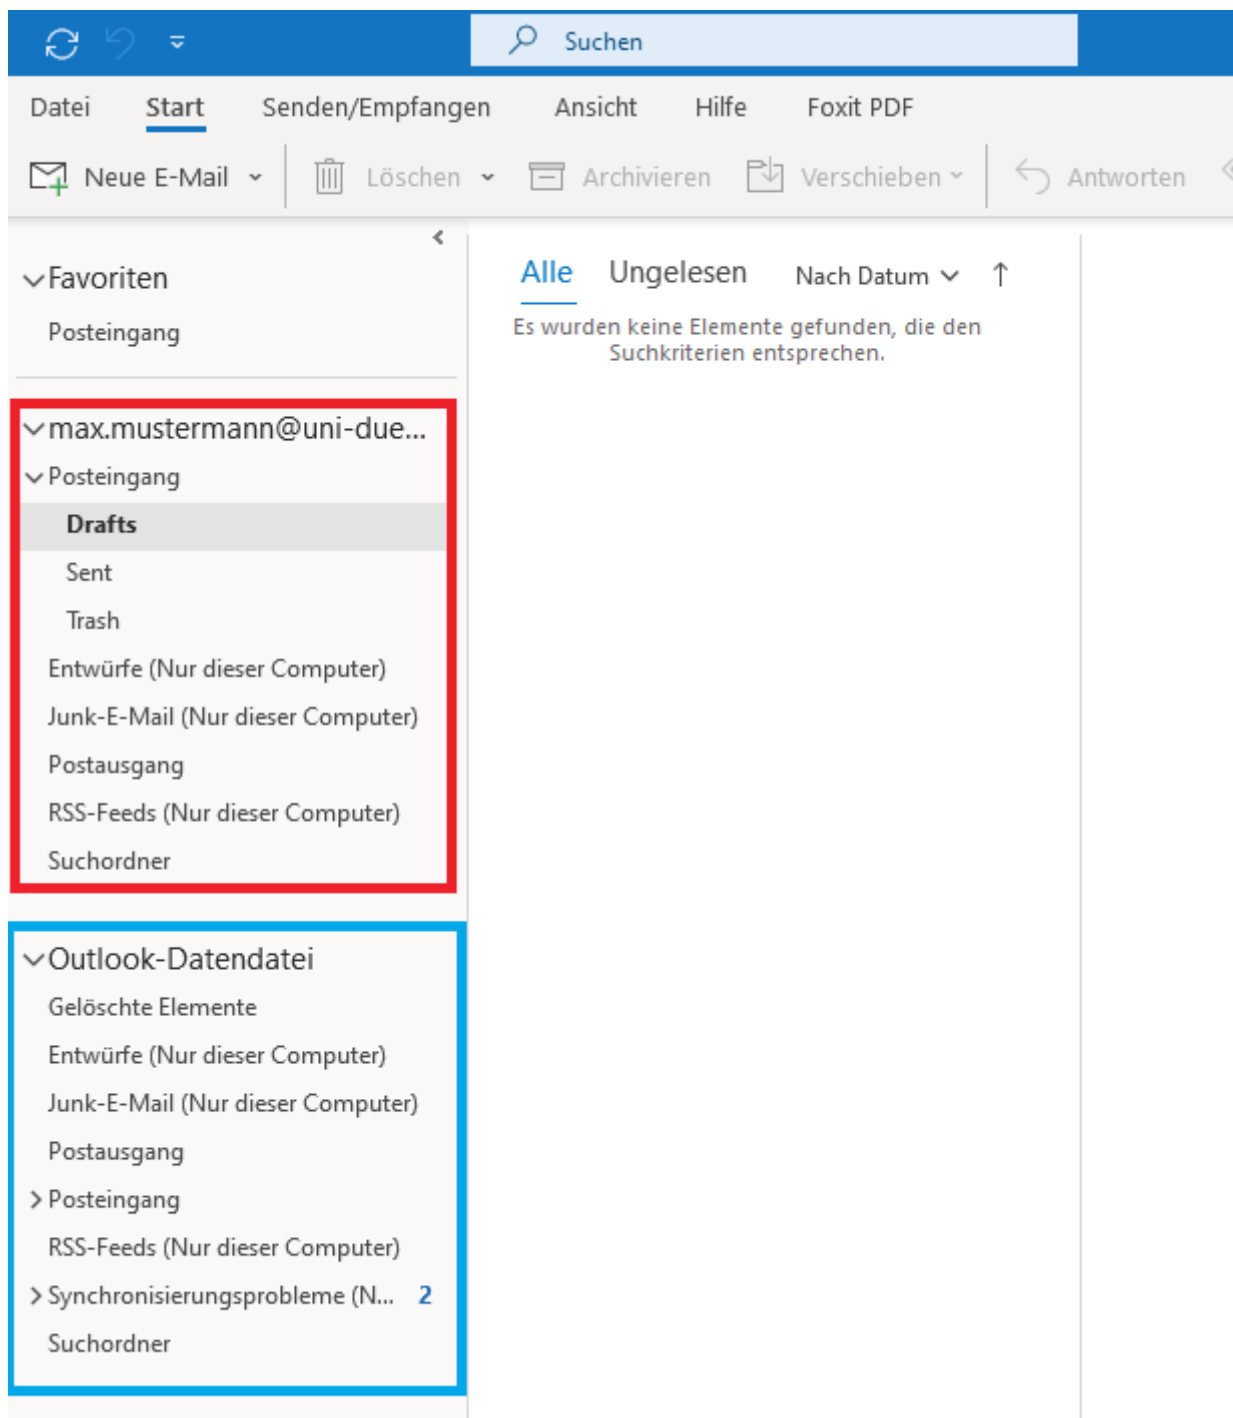 Suchen
Datei Start Senden/Empfangen Ansicht Hilfe Foxit PDF
Neue E-Mail Löschen Archivieren Verschieben Antworten
Favoriten
Posteingang
Alle Ungelesen Nach Datum
Es wurden keine Elemente gefunden, die den
Suchkriterien entsprechen.
max.mustermann@uni-due...
Posteingang
Drafts
Sent
Trash
Entwürfe (Nur dieser Computer)
Junk-E-Mail (Nur dieser Computer)
Postausgang
RSS-Feeds (Nur dieser Computer)
Suchordner
Outlook-Datendatei
Gelöschte Elemente
Entwürfe (Nur dieser Computer)
Junk-E-Mail (Nur dieser Computer)
Postausgang
Posteingang
RSS-Feeds (Nur dieser Computer)
Synchronisierungsprobleme (N... 2
Suchordner